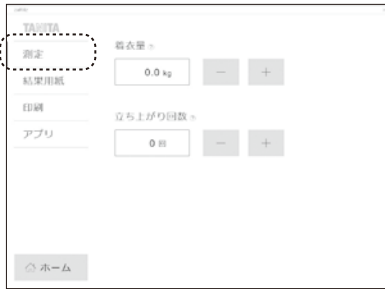 TANITA
測定
結果用紙
印刷
アプリ
着衣量
0.0 kg
－
＋
立ち上がり回数
0 回
－
＋
ホーム